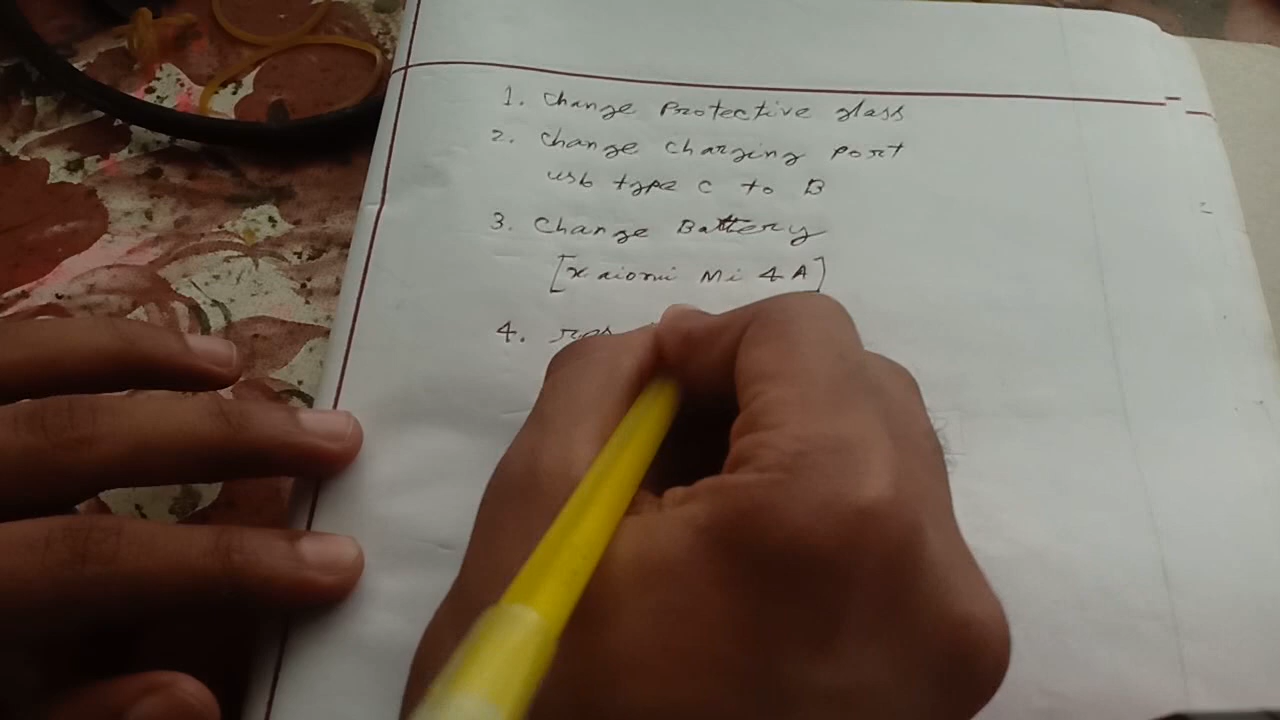 1. Change Protective glass
2. Change Charging Port
usb type C to B
3. Change Battery
[xaiomi Mi 4A]
4.